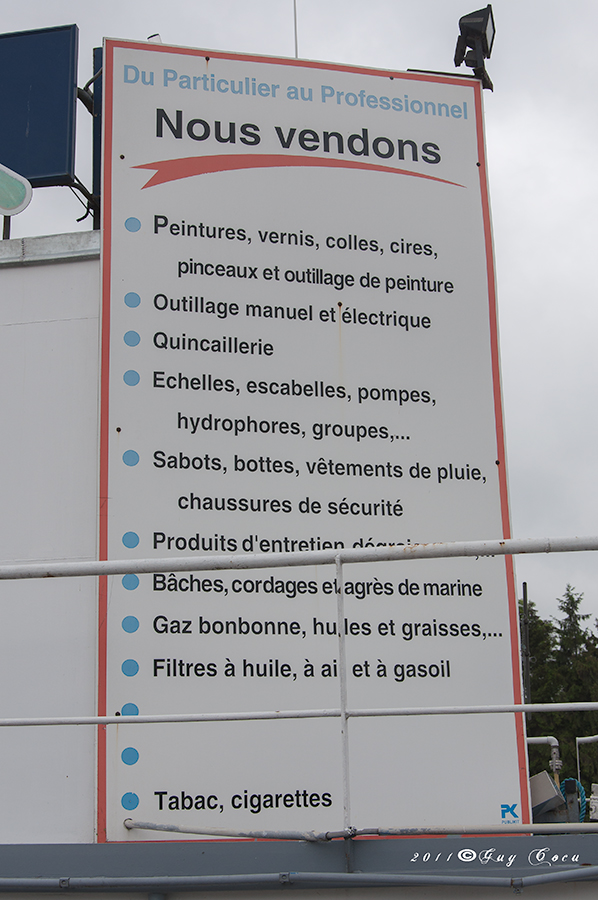 Du Particulier au Professionnel
Nous vendons
Peintures, vernis, colles, cires,
pinceaux et outillage de peinture
Outillage manuel et électrique
Quincaillerie
Echelles, escabelles, pompes,
hydrophores, groupes,...
Sabots, bottes, vêtements de pluie,
chaussures de sécurité
Produits d'entretien
Bâches, cordages et agrès de marine
Gaz bonbonne, huiles et graisses,...
Filtres à huile, à air et à gasoil
Tabac, cigarettes
PK
2011©Guy Cocu